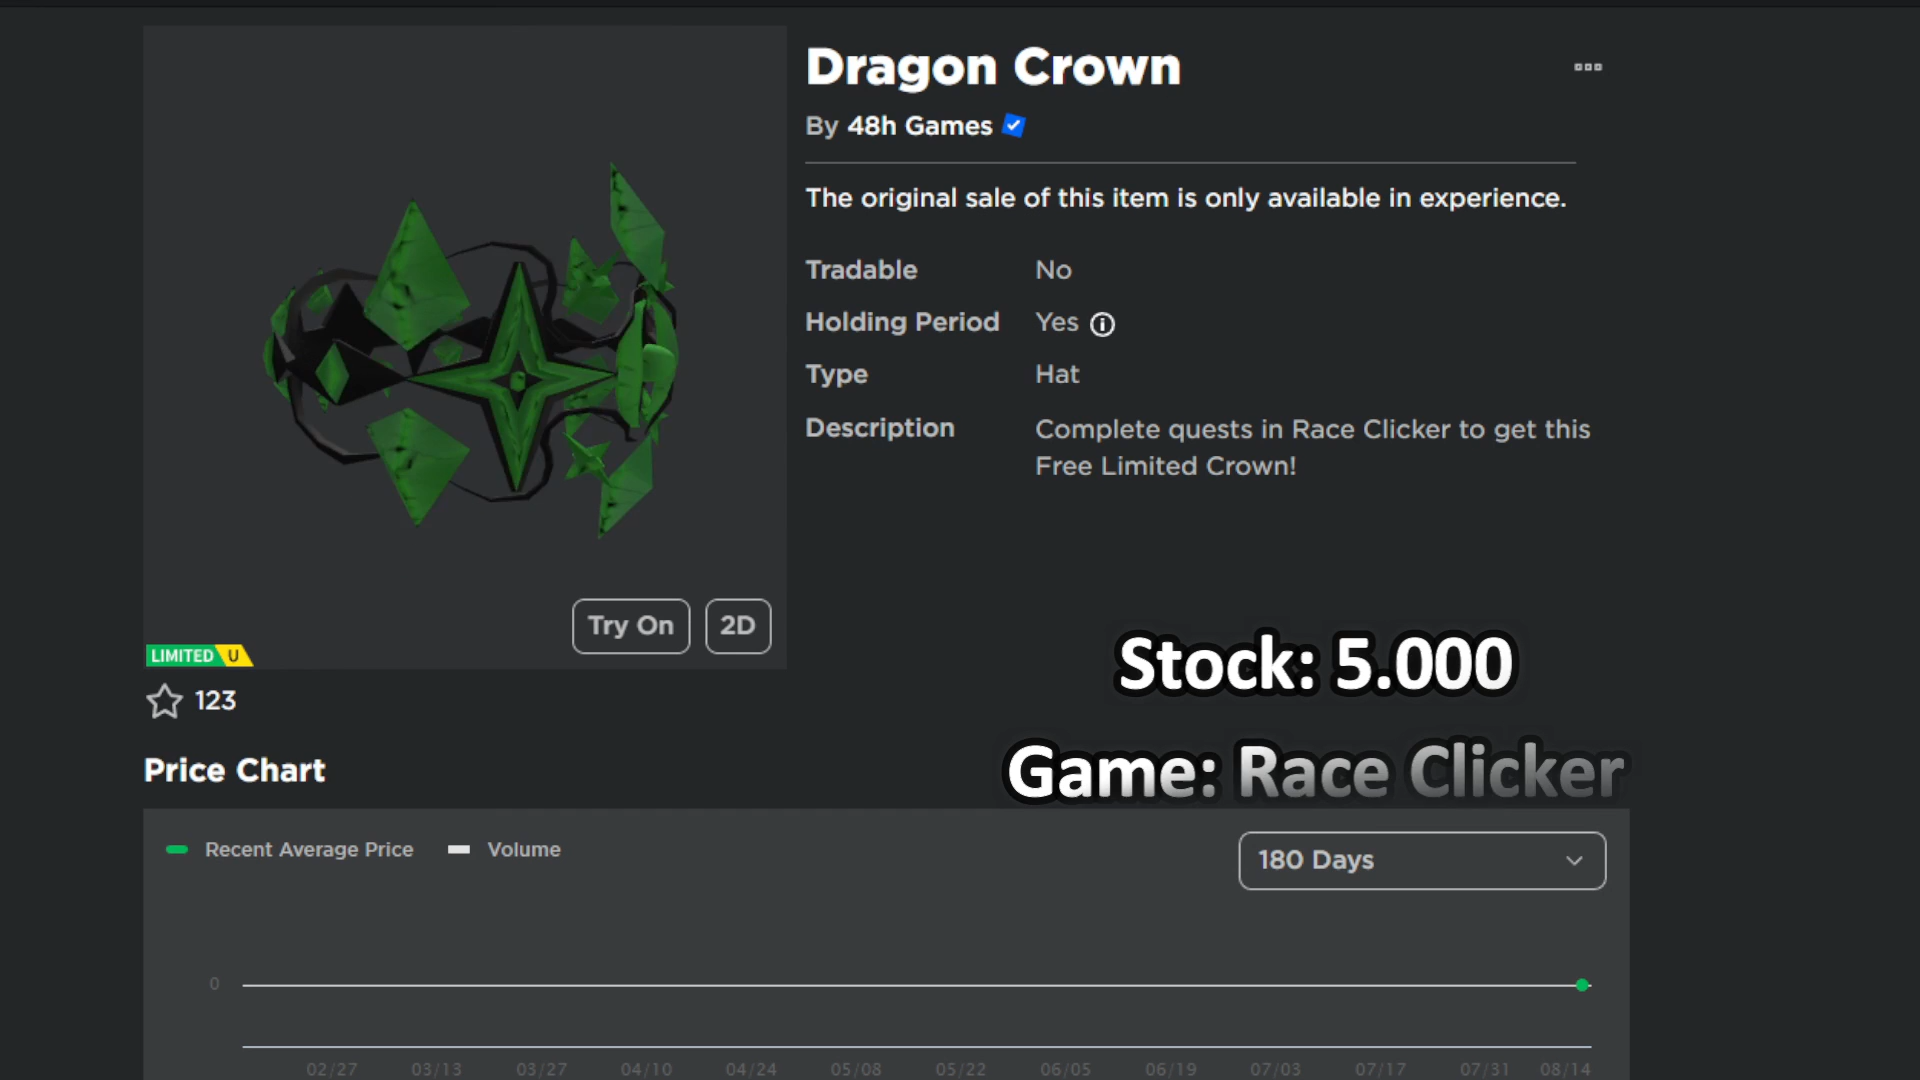 Dragon Crown
By 48h Games
The original sale of this item is only available in experience.
Tradable No
Holding Period Yes
Type Hat
Description Complete quests in Race Clicker to get this
Free Limited Crown!
Try On 2D
LIMITED U
123
Stock: 5.000
Game: Race Clicker
Price Chart
Recent Average Price Volume
180 Days
0
02/27 03/13 03/27 04/10 04/24 05/08 05/22 06/05 06/19 07/03 07/17 07/31 08/14